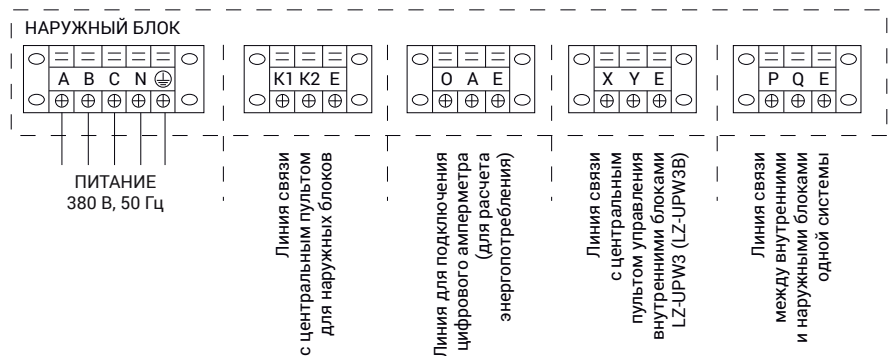 НАРУЖНЫЙ БЛОК
A B C N
K1 K2 E
O A E
X Y E
P Q E
ПИТАНИЕ
380 В, 50 Гц
Линия связи
с центральным пультом
для наружных блоков
Линия для подключения
цифрового амперметра
(для расчета
энергопотребления)
Линия связи
с центральным
пультом управления
внутренними блоками
LZ-UPW3 (LZ-UPW3B)
Линия связи
между внутренними
и наружными блоками
одной системы